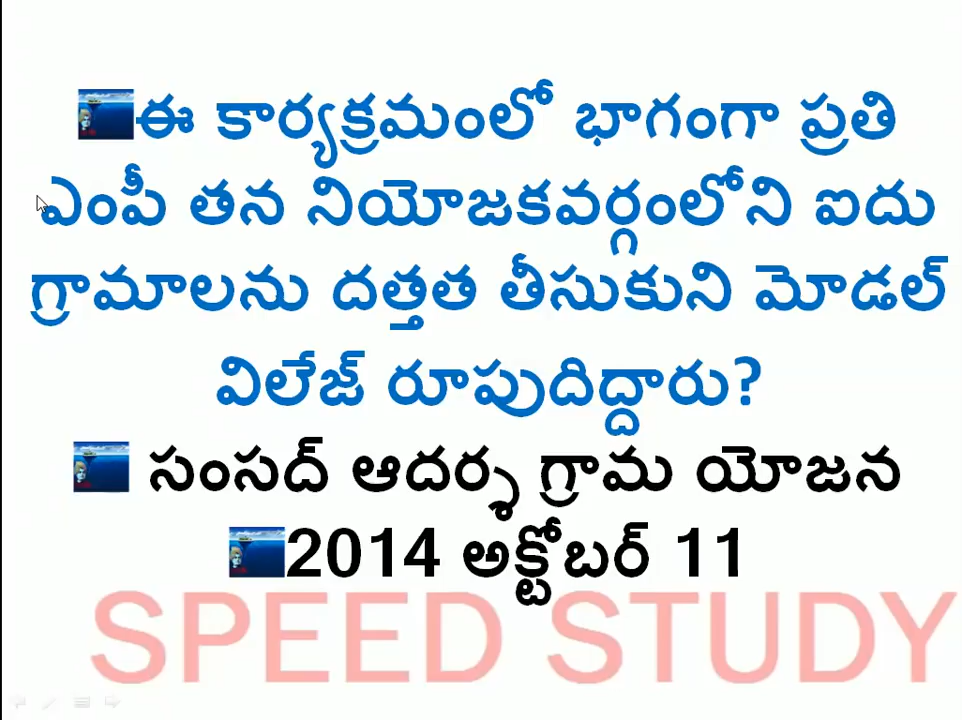 ఈ కార్యక్రమంలో భాగంగా ప్రతి
ఎంపీ తన నియోజకవర్గంలోని ఐదు
గ్రామాలను దత్తత తీసుకుని మోడల్
విలేజ్ రూపుదిద్దారు?
సంసద్ ఆదర్శ గ్రామ యోజన
2014 అక్టోబర్ 11
SPEED STUDY